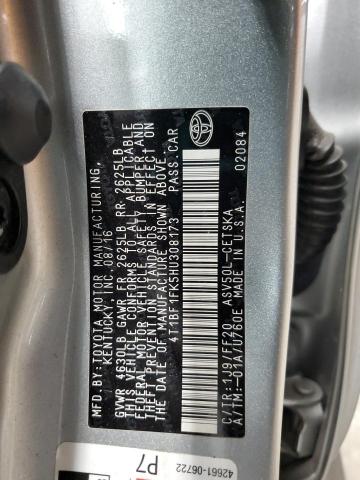 MFD. BY: TOYOTA MOTOR MANUFACTURING,
KENTUCKY, INC. 08/16
GVWR 4630LB GAWR FR 2625LB RR 2625LB
THIS VEHICLE CONFORMS TO ALL APPLICABLE
FEDERAL MOTOR VEHICLE SAFETY, BUMPER, AND
THEFT PREVENTION STANDARDS IN EFFECT ON
THE DATE OF MANUFACTURE SHOWN ABOVE.
4T1BF1FK5HU308173 PASS.CAR
C/TR:1J9A/FF20 ASV50L-CETSKA
A/TM:-01A/U760E MADE IN U.S.A.
02084
42661-06722
P7